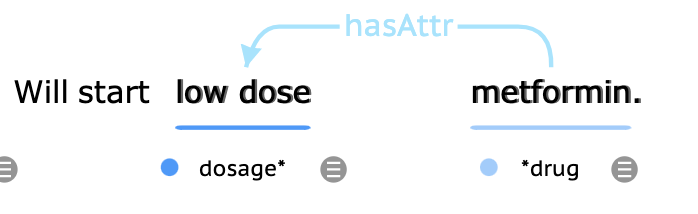 hasAttr
Will start low dose metformin.
dosage* *drug